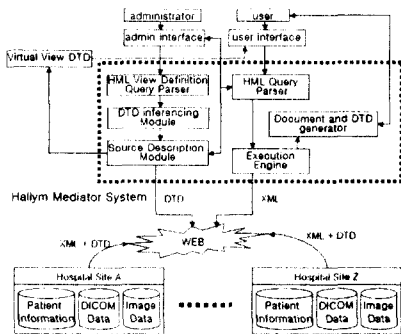 administrator
user
admin interface
user interface
Virtual View DTD
HML View Definition
Query Parser
HML Query
Parser
DTD inferencing
Module
Document and DTD
generator
Source Description
Module
Execution
Engine
Hallym Mediator System
DTD
XML
WEB
XML + DTD
XML + DTD
Hospital Site A
Hospital Site Z
Patient
Information
DICOM
Data
Image
Data
Patient
Information
DICOM
Data
Image
Data